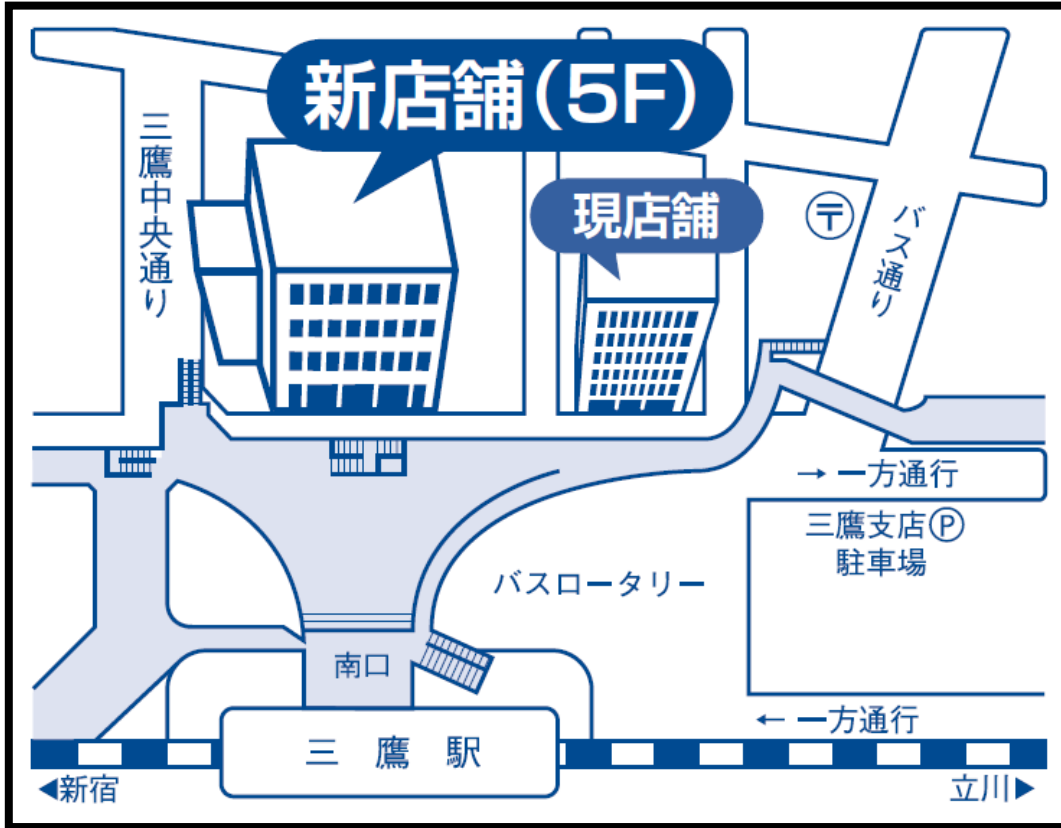 新店舗(5F)
現店舗
三鷹中央通り
〒
バス通り
→ 一方通行
三鷹支店Ⓟ
駐車場
バスロータリー
南口
← 一方通行
三鷹駅
◀新宿
立川▶